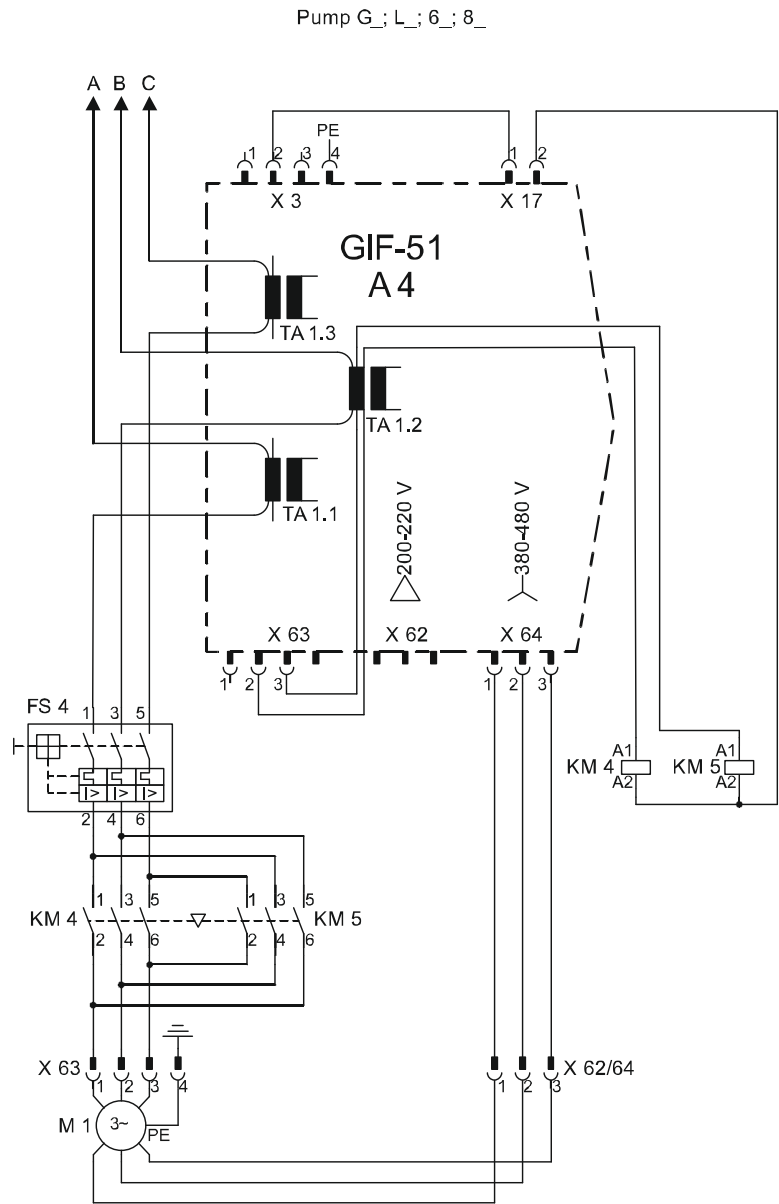 Pump G_; L_; 6_; 8_
A B C
PE
1 2 3 4 1 2
X 3 X 17
GIF-51
A 4
TA 1.3
TA 1.2
TA 1.1
200-220 V 380-480 V
X 63 X 62 X 64
1 2 3 1 2 3
FS 4 1 3 5
I> I> I>
2 4 6
KM 4 A1 A2 KM 5 A1 A2
KM 4 1 3 5 1 3 5 KM 5
2 4 6 2 4 6
X 63 1 2 3 4 1 2 3 X 62/64
M 1 3~ PE